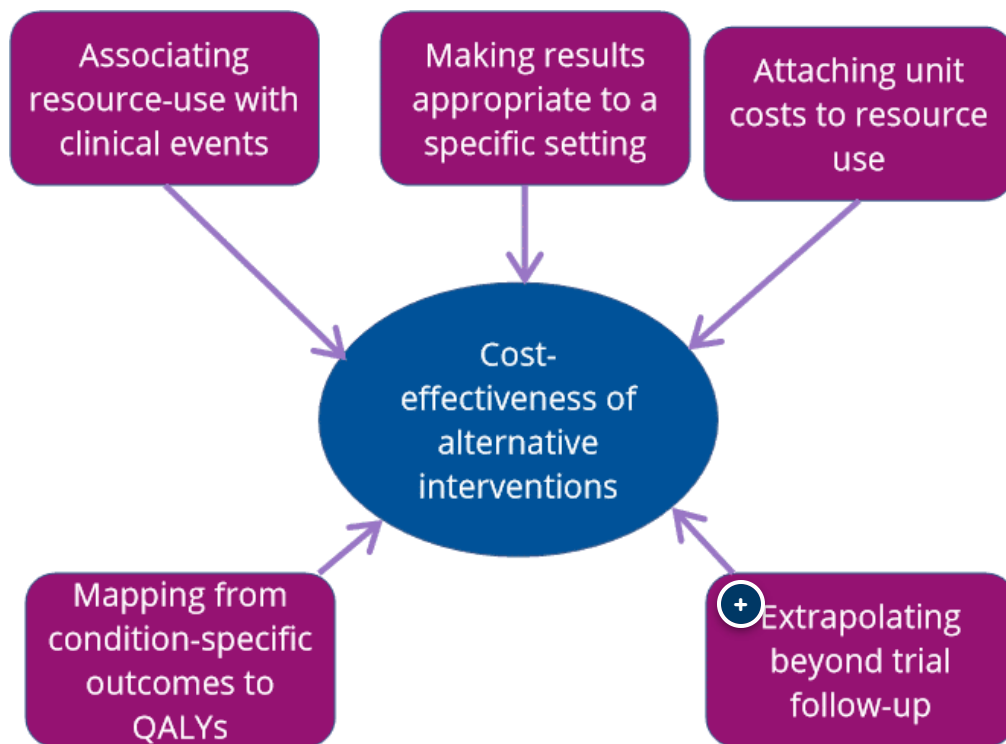 Associating
resource-use with
clinical events
Making results
appropriate to a
specific setting
Attaching unit
costs to resource
use
Cost-
effectiveness of
alternative
interventions
Mapping from
condition-specific
outcomes to
QALYs
+
Extrapolating
beyond trial
follow-up